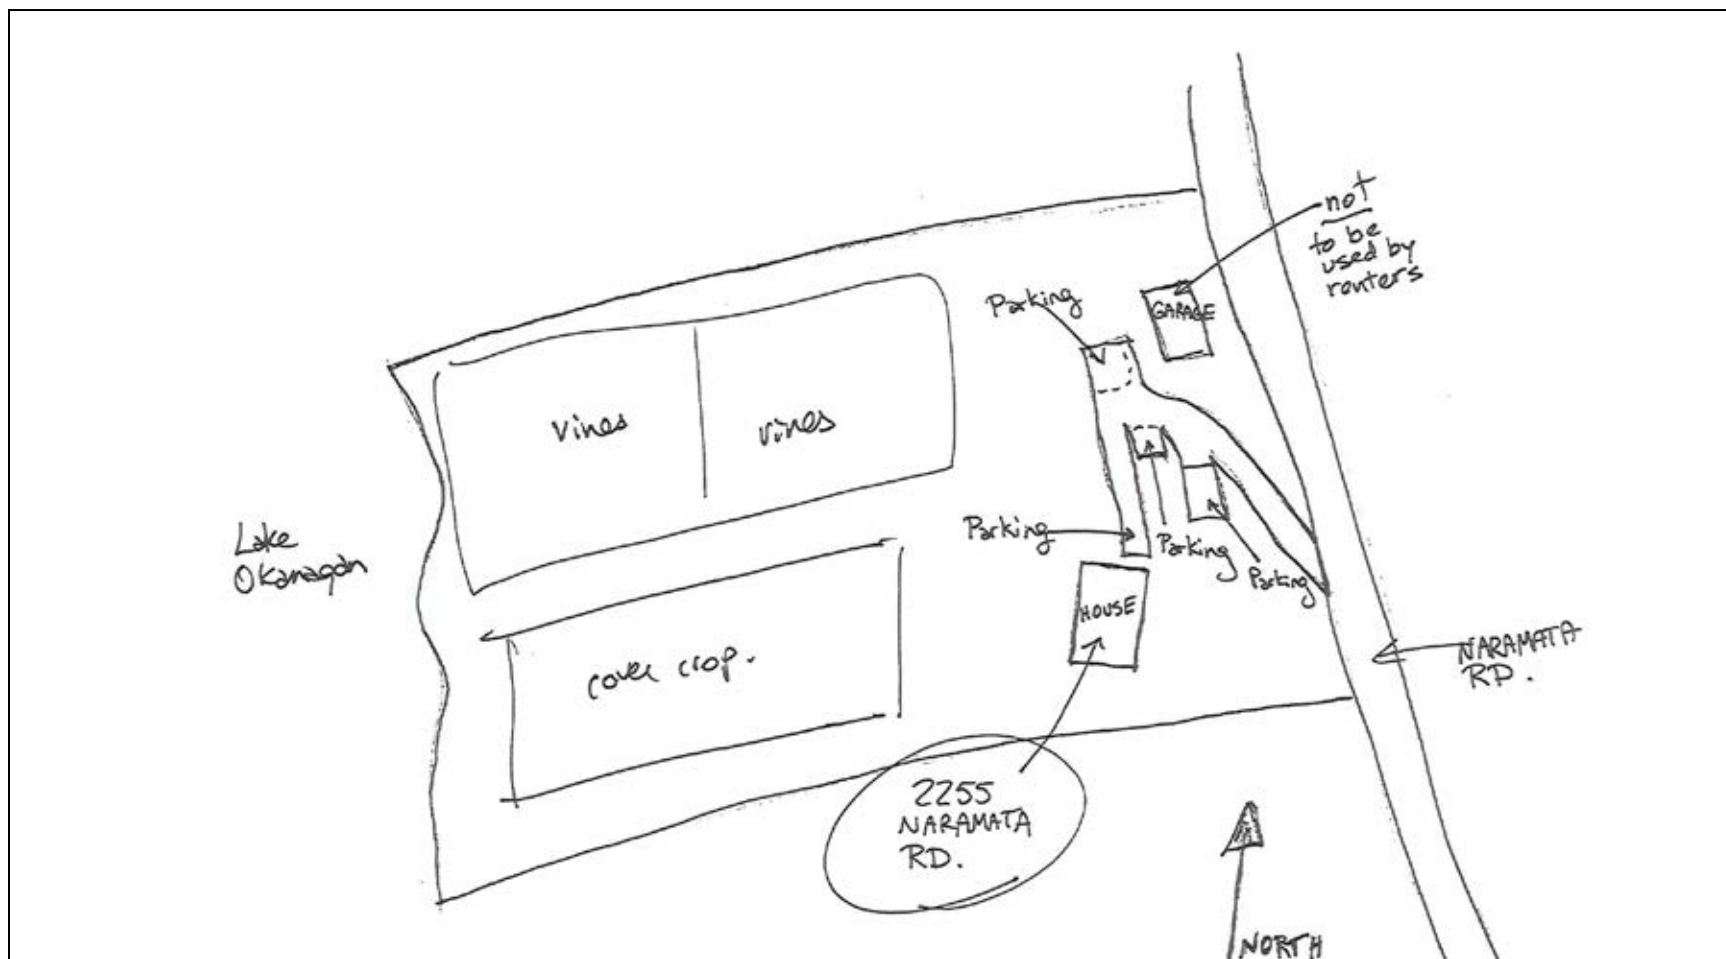 not
to be
used by
renters
Parking
GARAGE
vines
vines
Lake
Okanagan
Parking
Parking
Parking
HOUSE
NARAMATA
RD.
cover crop.
2255
NARAMATA
RD.
NORTH